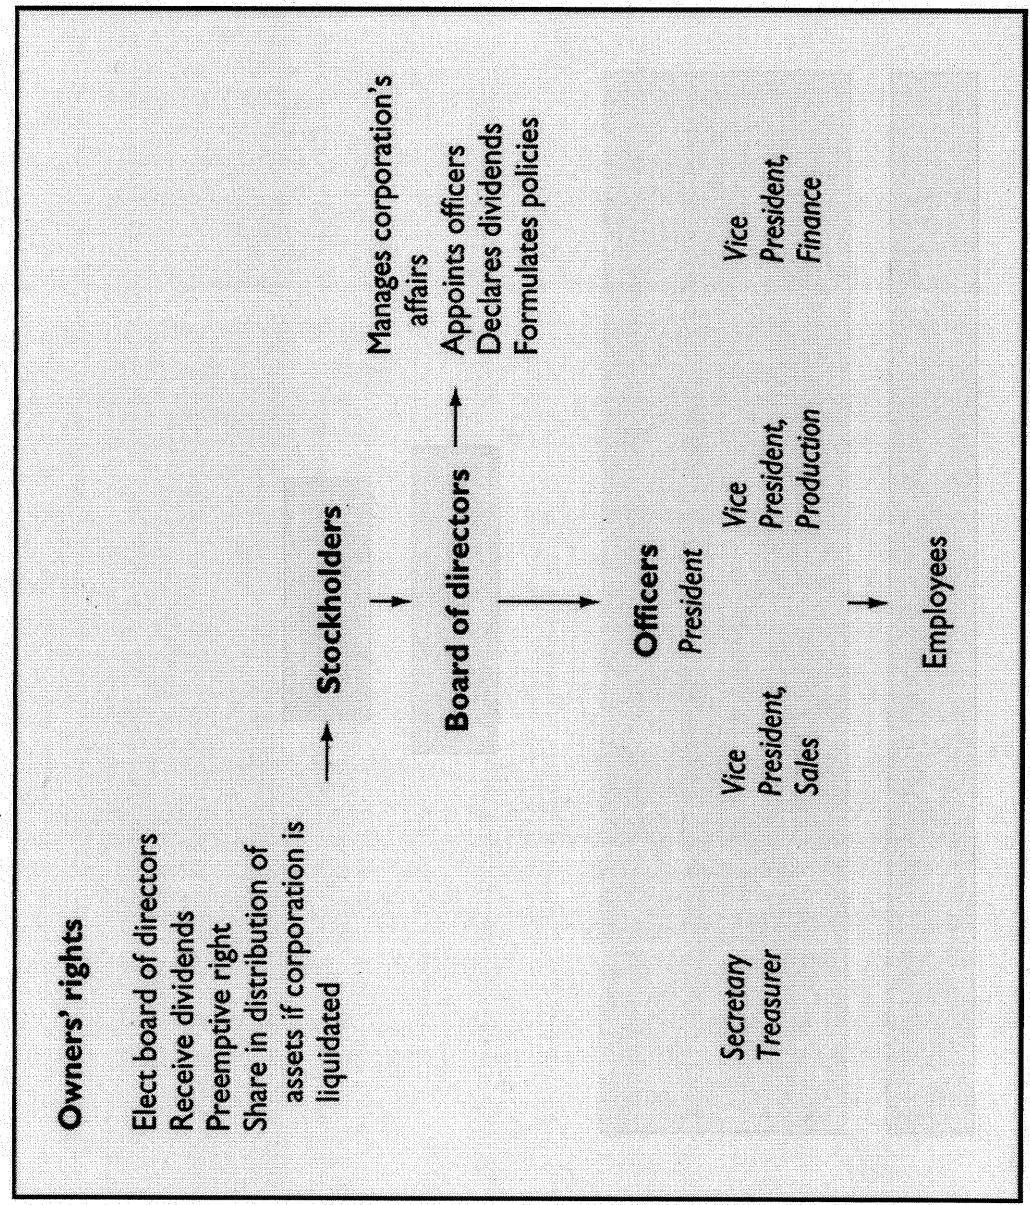 Owners' rights
Elect board of directors
Receive dividends
Preemptive right
Share in distribution of
assets if corporation is
liquidated
Stockholders
Manages corporation's
affairs
Board of directors
Appoints officers
Declares dividends
Formulates policies
Officers
President
Secretary
Treasurer
Vice
President,
Sales
Vice
President,
Production
Vice
President,
Finance
Employees